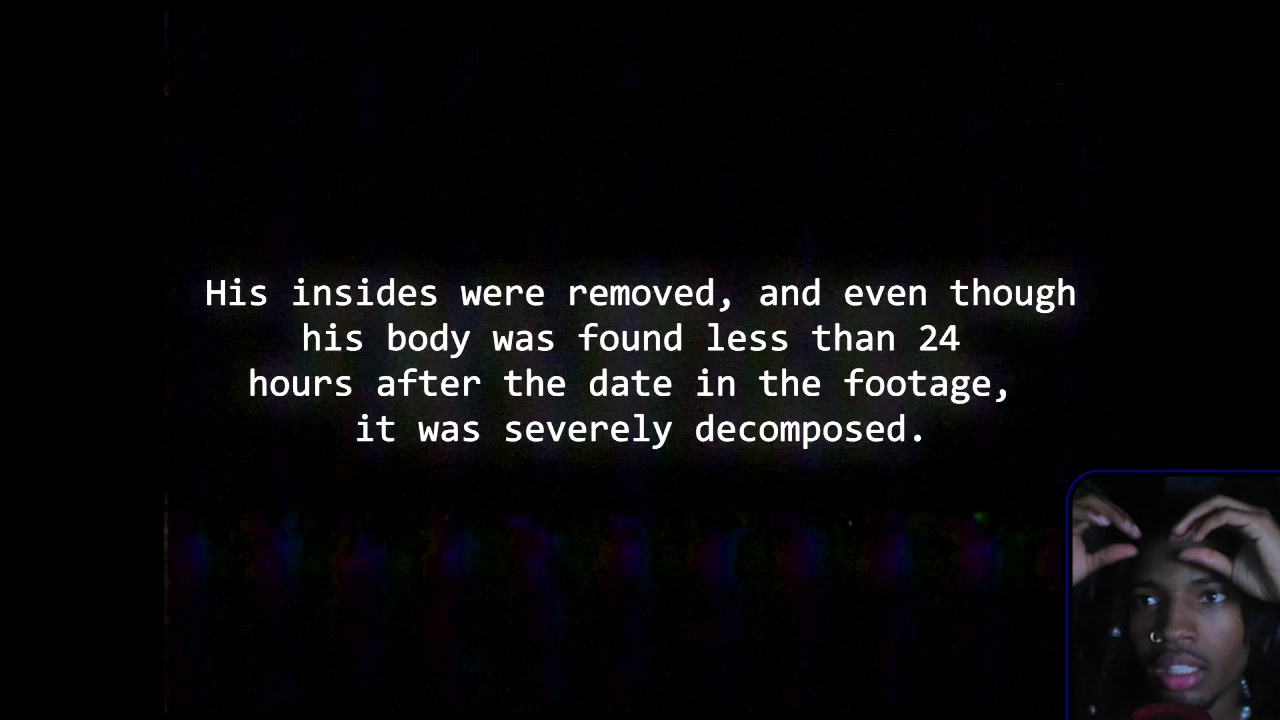 His insides were removed, and even though
his body was found less than 24
hours after the date in the footage,
it was severely decomposed.